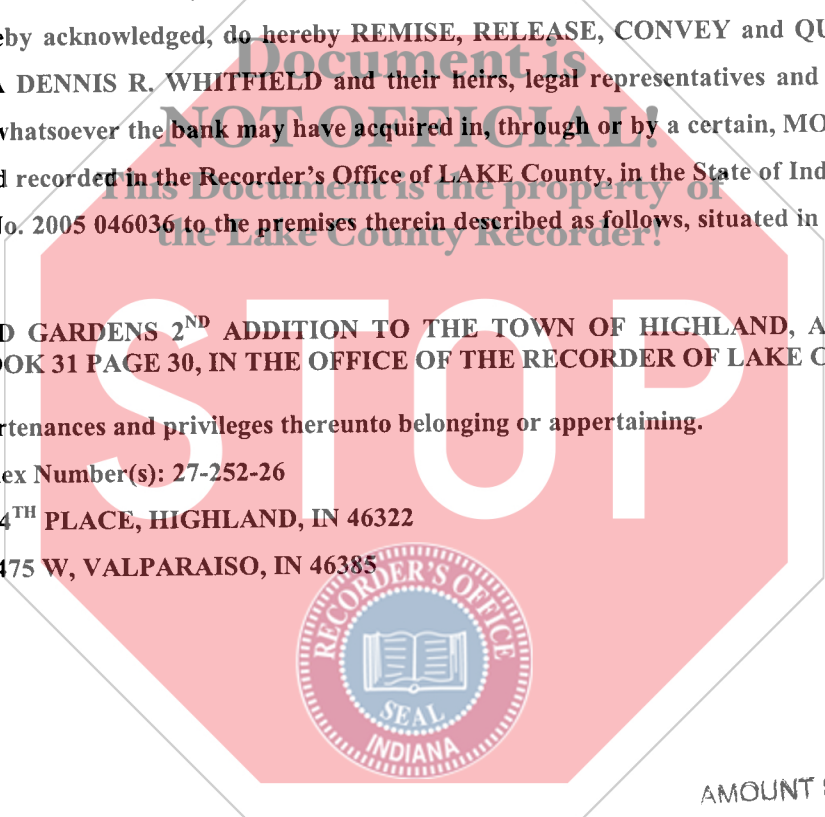 eby acknowledged, do hereby REMISE, RELEASE, CONVEY and QU
Document is
A DENNIS R. WHITFIELD and their heirs, legal representatives and
NOT OFFICIAL!
whatsoever the bank may have acquired in, through or by a certain, MO
d recorded in the Recorder's Office of LAKE County, in the State of Ind
This Document is the property of
No. 2005 046036 to the premises therein described as follows, situated in
the Lake County Recorder!
D GARDENS 2ND ADDITION TO THE TOWN OF HIGHLAND, A
OOK 31 PAGE 30, IN THE OFFICE OF THE RECORDER OF LAKE C
STOP
rtenances and privileges thereunto belonging or appertaining.
ex Number(s): 27-252-26
4TH PLACE, HIGHLAND, IN 46322
475 W, VALPARAISO, IN 46385
RECORDER'S OFFICE
SEAL
INDIANA
AMOUNT